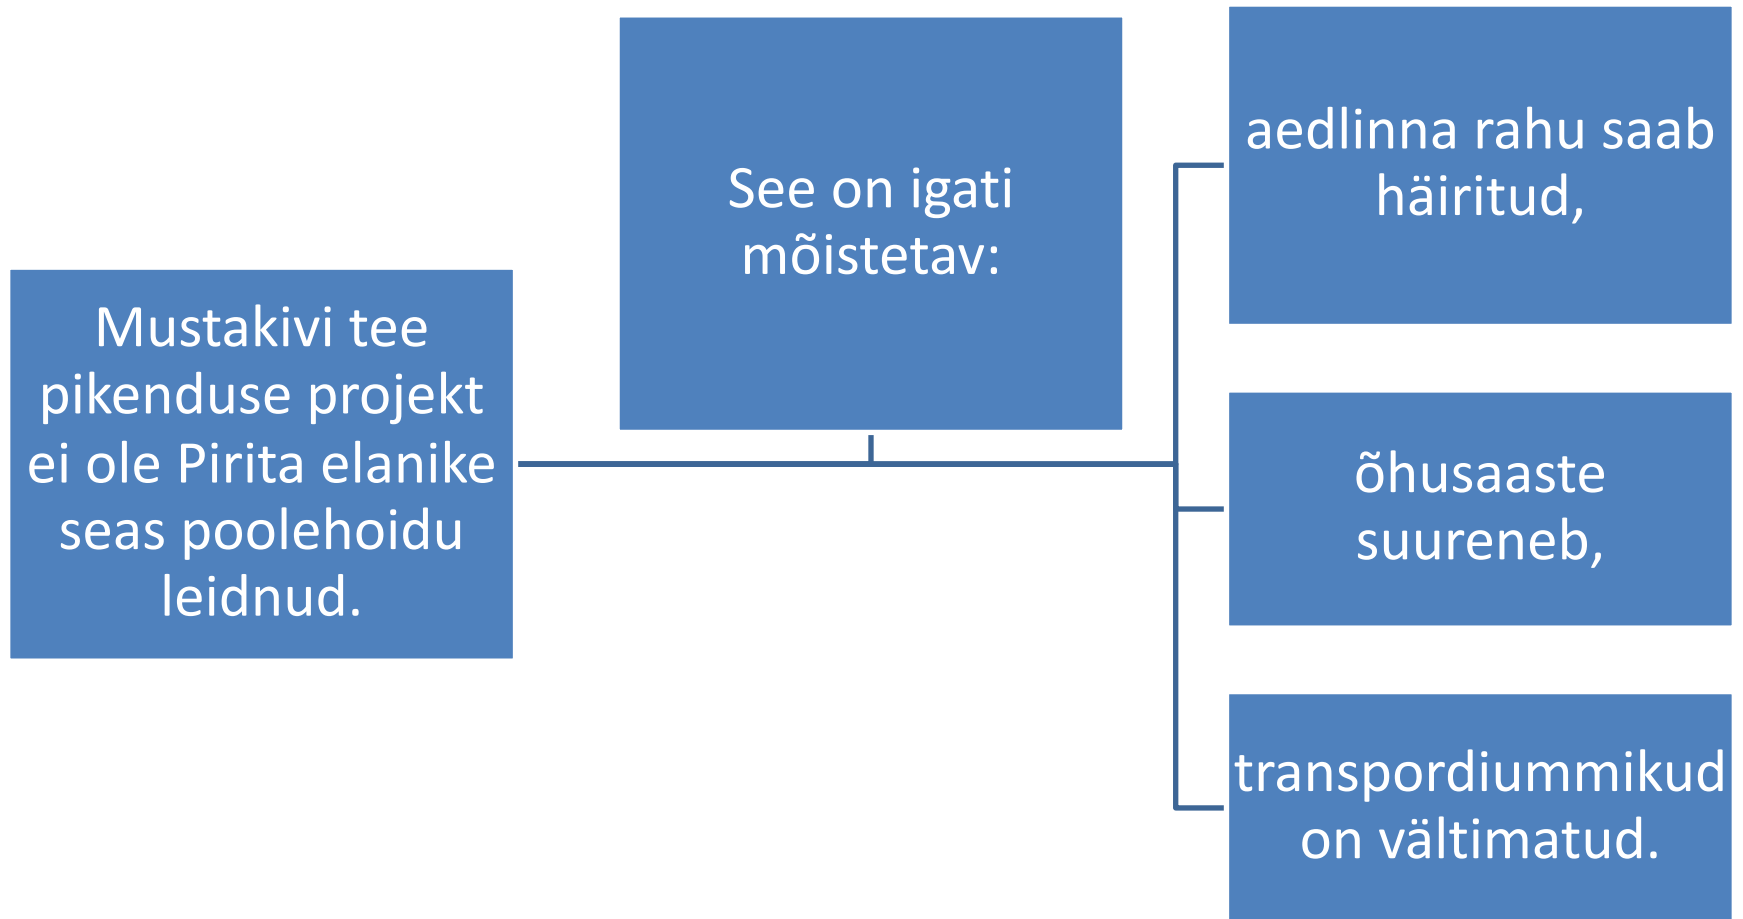 Mustakivi tee
pikenduse projekt
ei ole Pirita elanike
seas poolehoidu
leidnud.
See on igati
mõistetav:
aedlinna rahu saab
häiritud,
õhusaaste
suureneb,
transpordiummikud
on vältimatud.